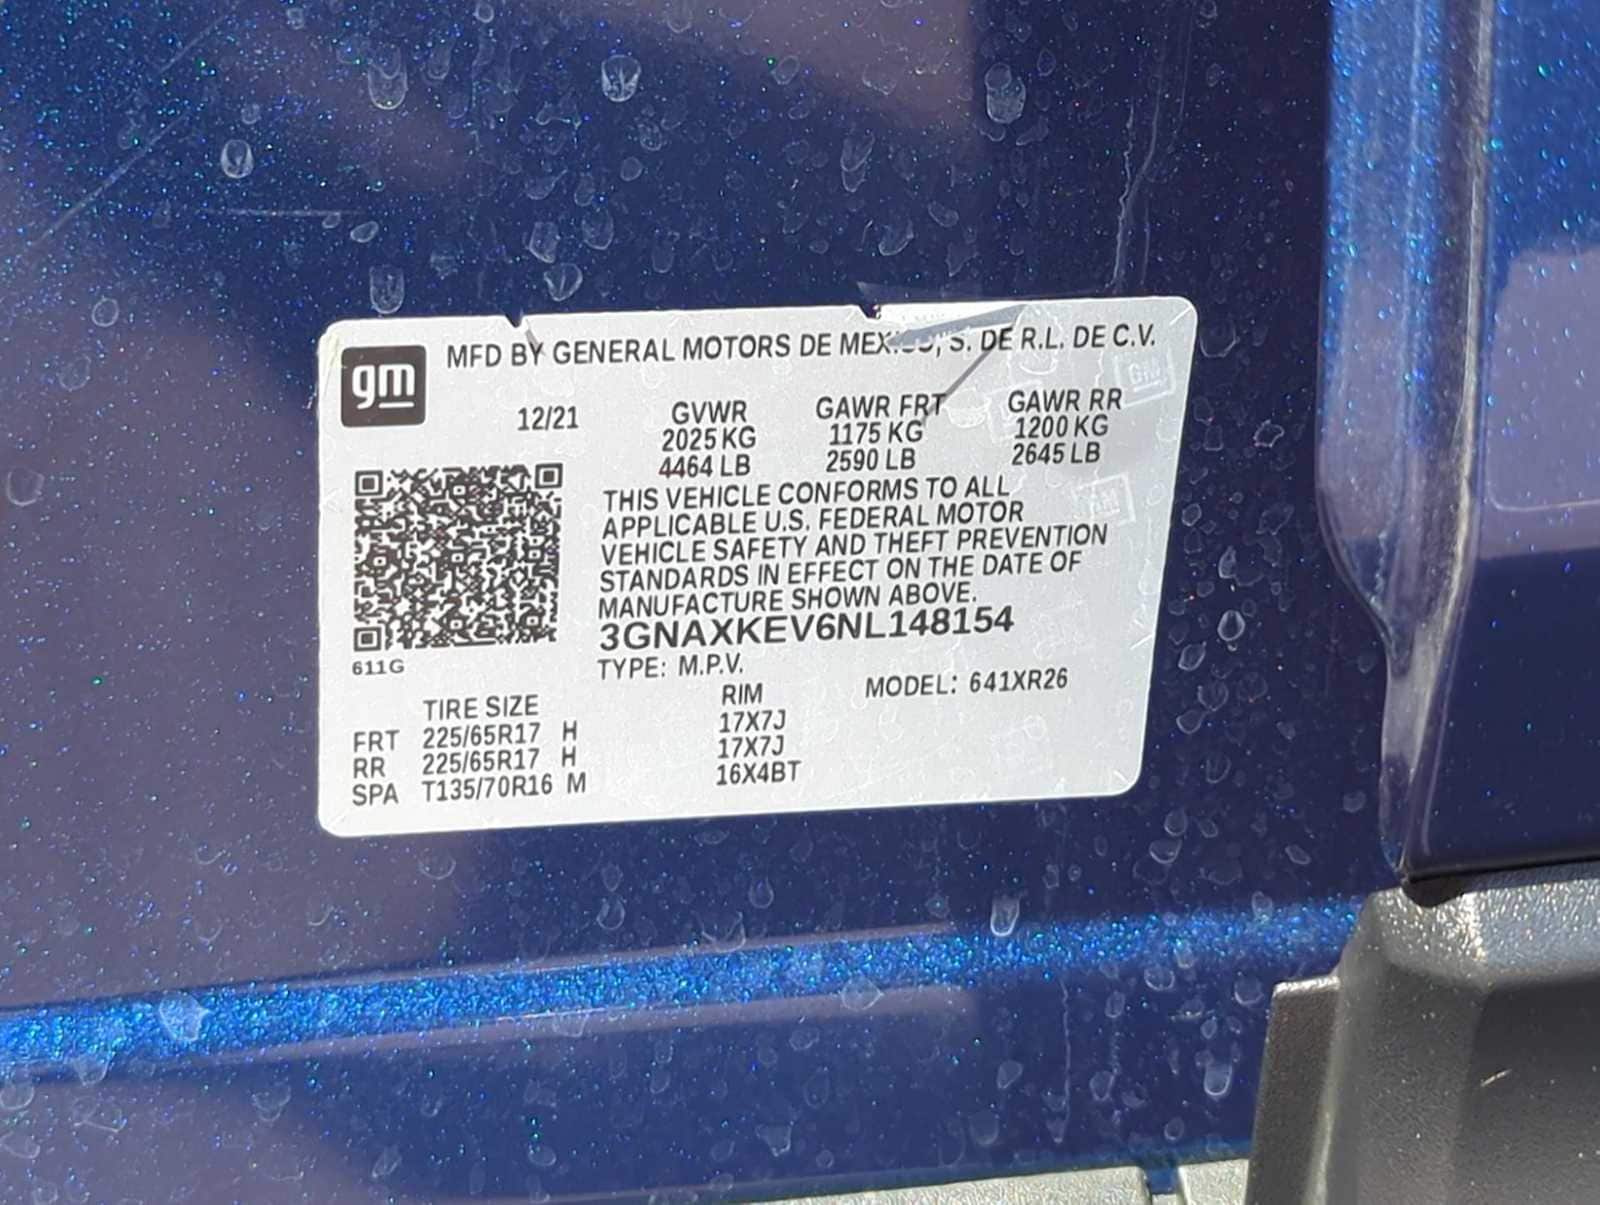 MFD BY GENERAL MOTORS DE MEXICO, S. DE R.L. DE C.V.
gm
12/21 GVWR GAWR FRT GAWR RR
2025 KG 1175 KG 1200 KG
4464 LB 2590 LB 2645 LB
THIS VEHICLE CONFORMS TO ALL
APPLICABLE U.S. FEDERAL MOTOR
VEHICLE SAFETY AND THEFT PREVENTION
STANDARDS IN EFFECT ON THE DATE OF
MANUFACTURE SHOWN ABOVE.
3GNAXKEV6NL148154
611G
TYPE: M.P.V.
TIRE SIZE RIM MODEL: 641XR26
FRT 225/65R17 H 17X7J
RR 225/65R17 H 17X7J
SPA T135/70R16 M 16X4BT
GM
GM